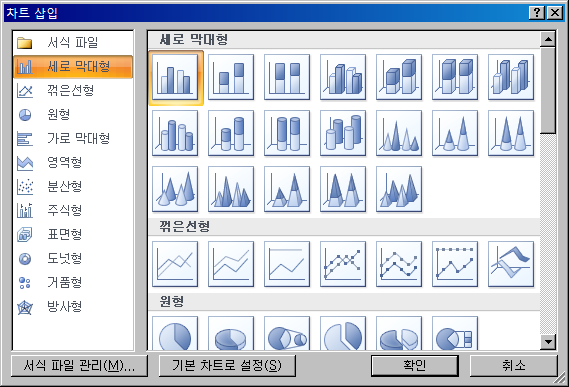 차트 삽입
서식 파일
세로 막대형
꺾은선형
원형
가로 막대형
영역형
분산형
주식형
표면형
도넛형
거품형
방사형
세로 막대형
꺾은선형
원형
서식 파일 관리(M)...
기본 차트로 설정(S)
확인
취소